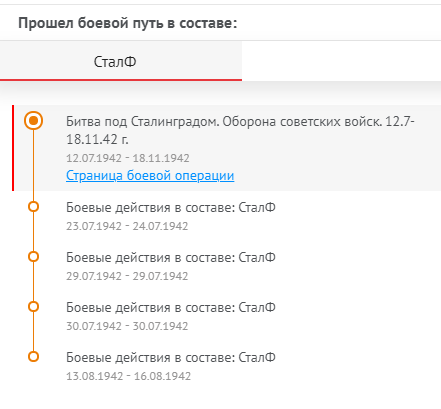 Прошел боевой путь в составе:
СталФ
Битва под Сталинградом. Оборона советских войск. 12.7-
18.11.42 г.
12.07.1942 - 18.11.1942
Страница боевой операции
Боевые действия в составе: СталФ
23.07.1942 - 24.07.1942
Боевые действия в составе: СталФ
29.07.1942 - 29.07.1942
Боевые действия в составе: СталФ
30.07.1942 - 30.07.1942
Боевые действия в составе: СталФ
13.08.1942 - 16.08.1942